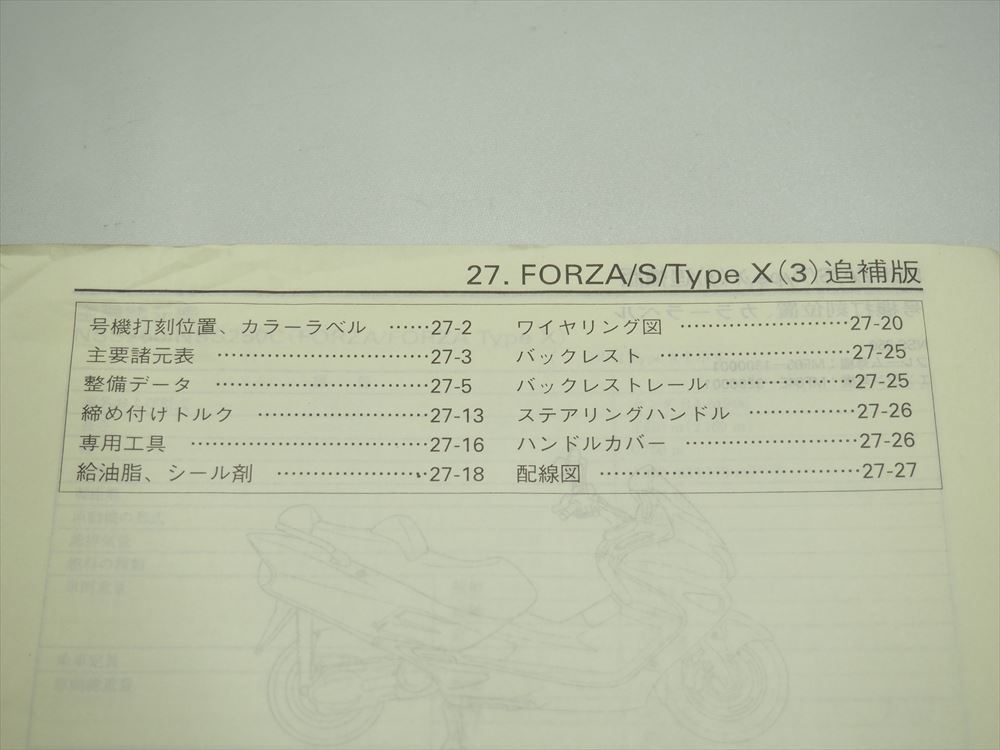 27. FORZA/S/Type X(3)追補版
号機打刻位置、カラーラベル ……27-2
主要諸元表 ……………………27-3
整備データ ……………………27-5
締め付けトルク ………………27-13
専用工具 ………………………27-16
給油脂、シール剤 ……………27-18
ワイヤリング図 ………………27-20
バックレスト …………………27-25
バックレストレール……………27-25
ステアリングハンドル ………27-26
ハンドルカバー ………………27-26
配線図 …………………………27-27